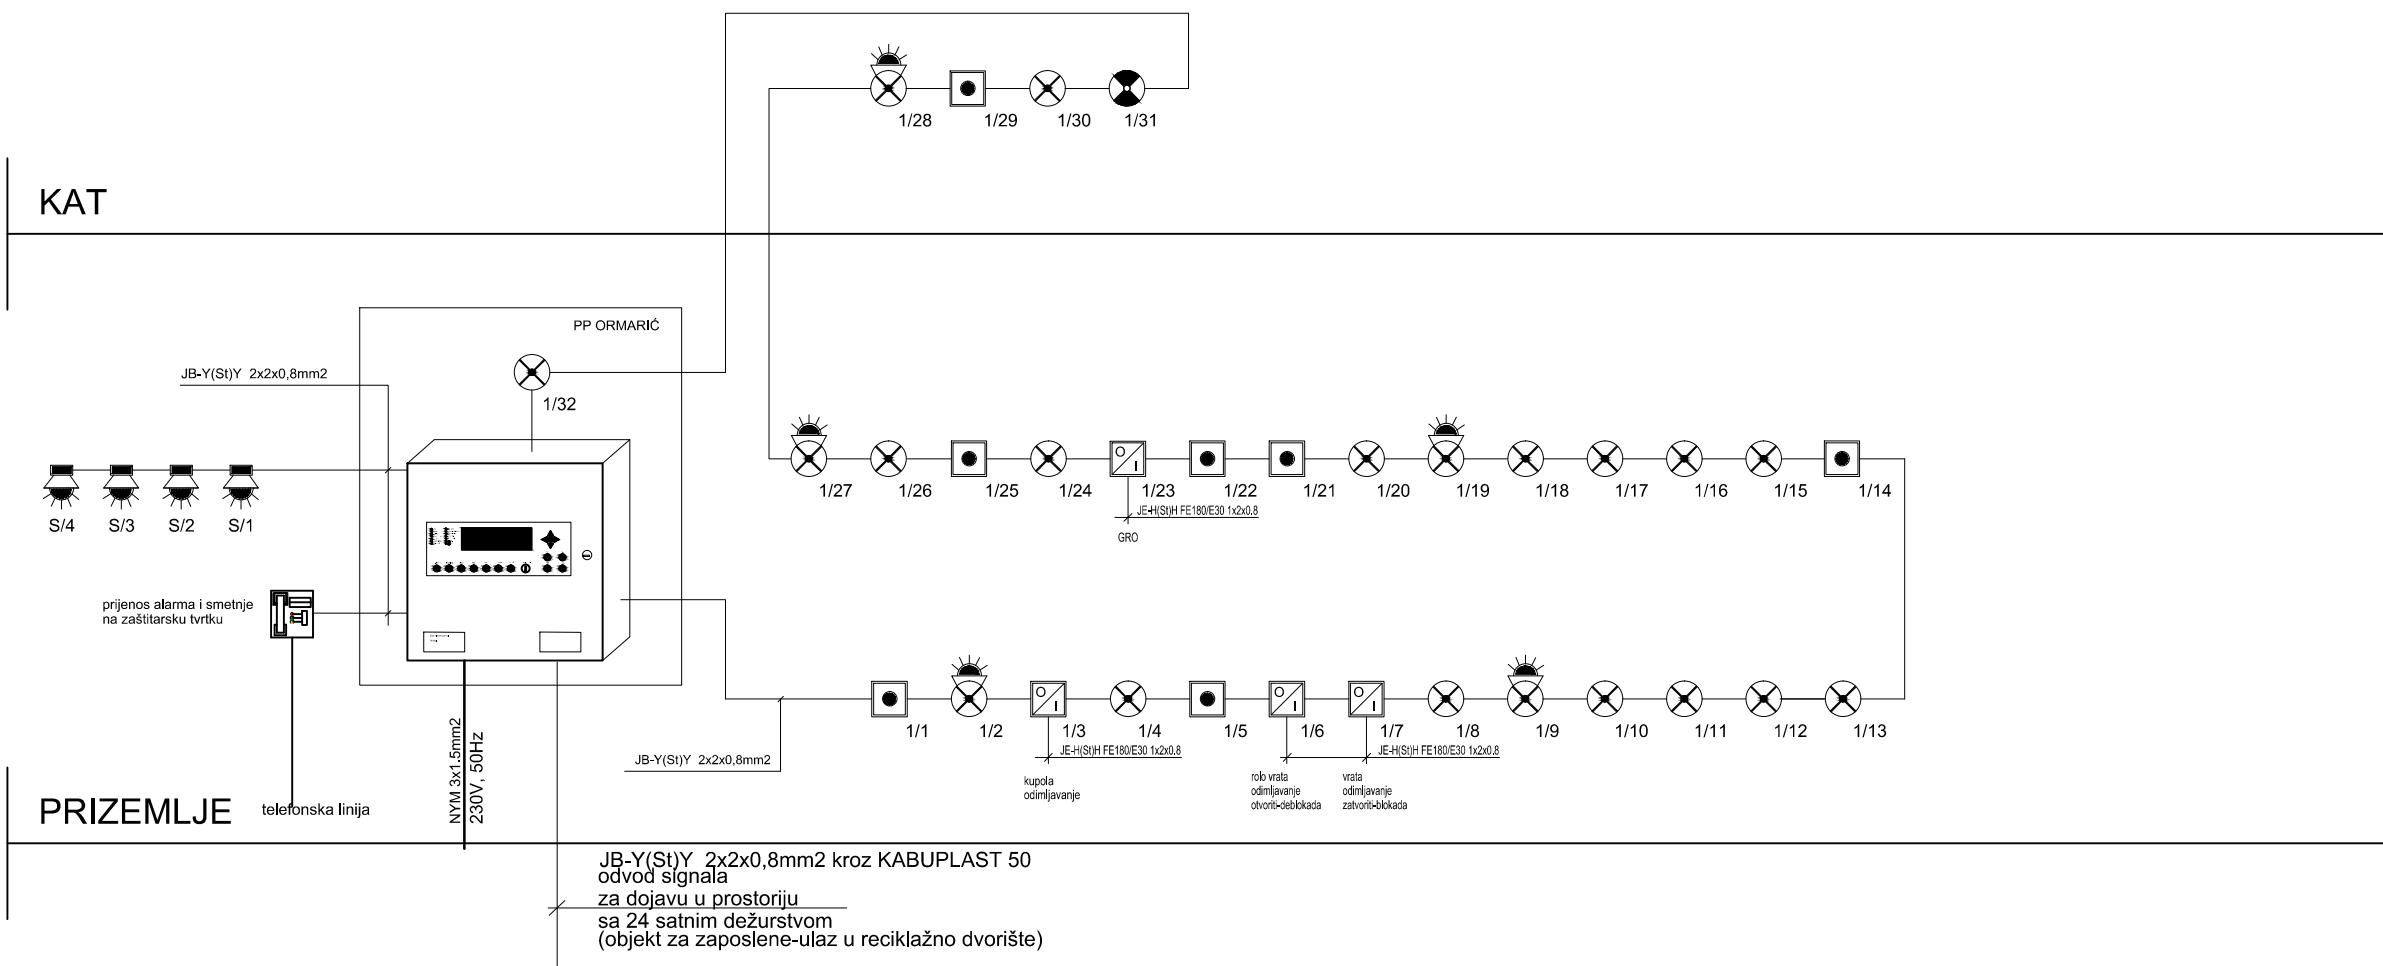 1/28 1/29 1/30 1/31
KAT
PP ORMARIĆ
JB-Y(St)Y 2x2x0,8mm2
1/32
S/4 S/3 S/2 S/1
1/27 1/26 1/25 1/24 1/23 1/22 1/21 1/20 1/19 1/18 1/17 1/16 1/15 1/14
O
I
JE-H(St)H FE180/E30 1x2x0.8
GRO
prijenos alarma i smetnje
na zaštitarsku tvrtku
O
I
O
I
O
I
1/1 1/2 1/3 1/4 1/5 1/6 1/7 1/8 1/9 1/10 1/11 1/12 1/13
JE-H(St)H FE180/E30 1x2x0.8
JE-H(St)H FE180/E30 1x2x0.8
JB-Y(St)Y 2x2x0,8mm2
kupola
odimljavanje
rolo vrata
odimljavanje
otvoriti-deblokada
vrata
odimljavanje
zatvoriti-blokada
NYM 3x1.5mm2
230V, 50Hz
PRIZEMLJE
telefonska linija
JB-Y(St)Y 2x2x0,8mm2 kroz KABUPLAST 50
odvod signala
za dojavu u prostoriju
sa 24 satnim dežurstvom
(objekt za zaposlene-ulaz u reciklažno dvorište)